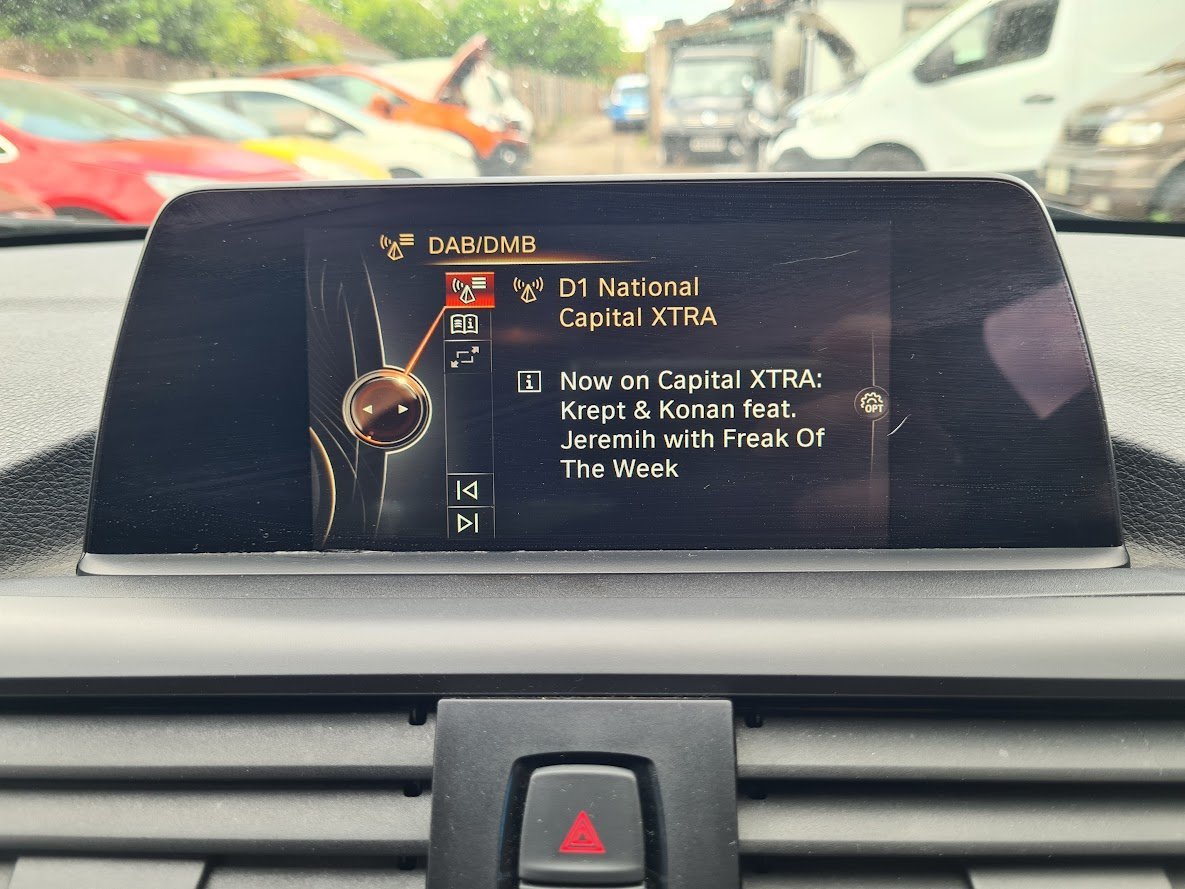 DAB/DMB
D1 National
Capital XTRA
Now on Capital XTRA:
Krept & Konan feat.
Jeremih with Freak Of
The Week
OPT